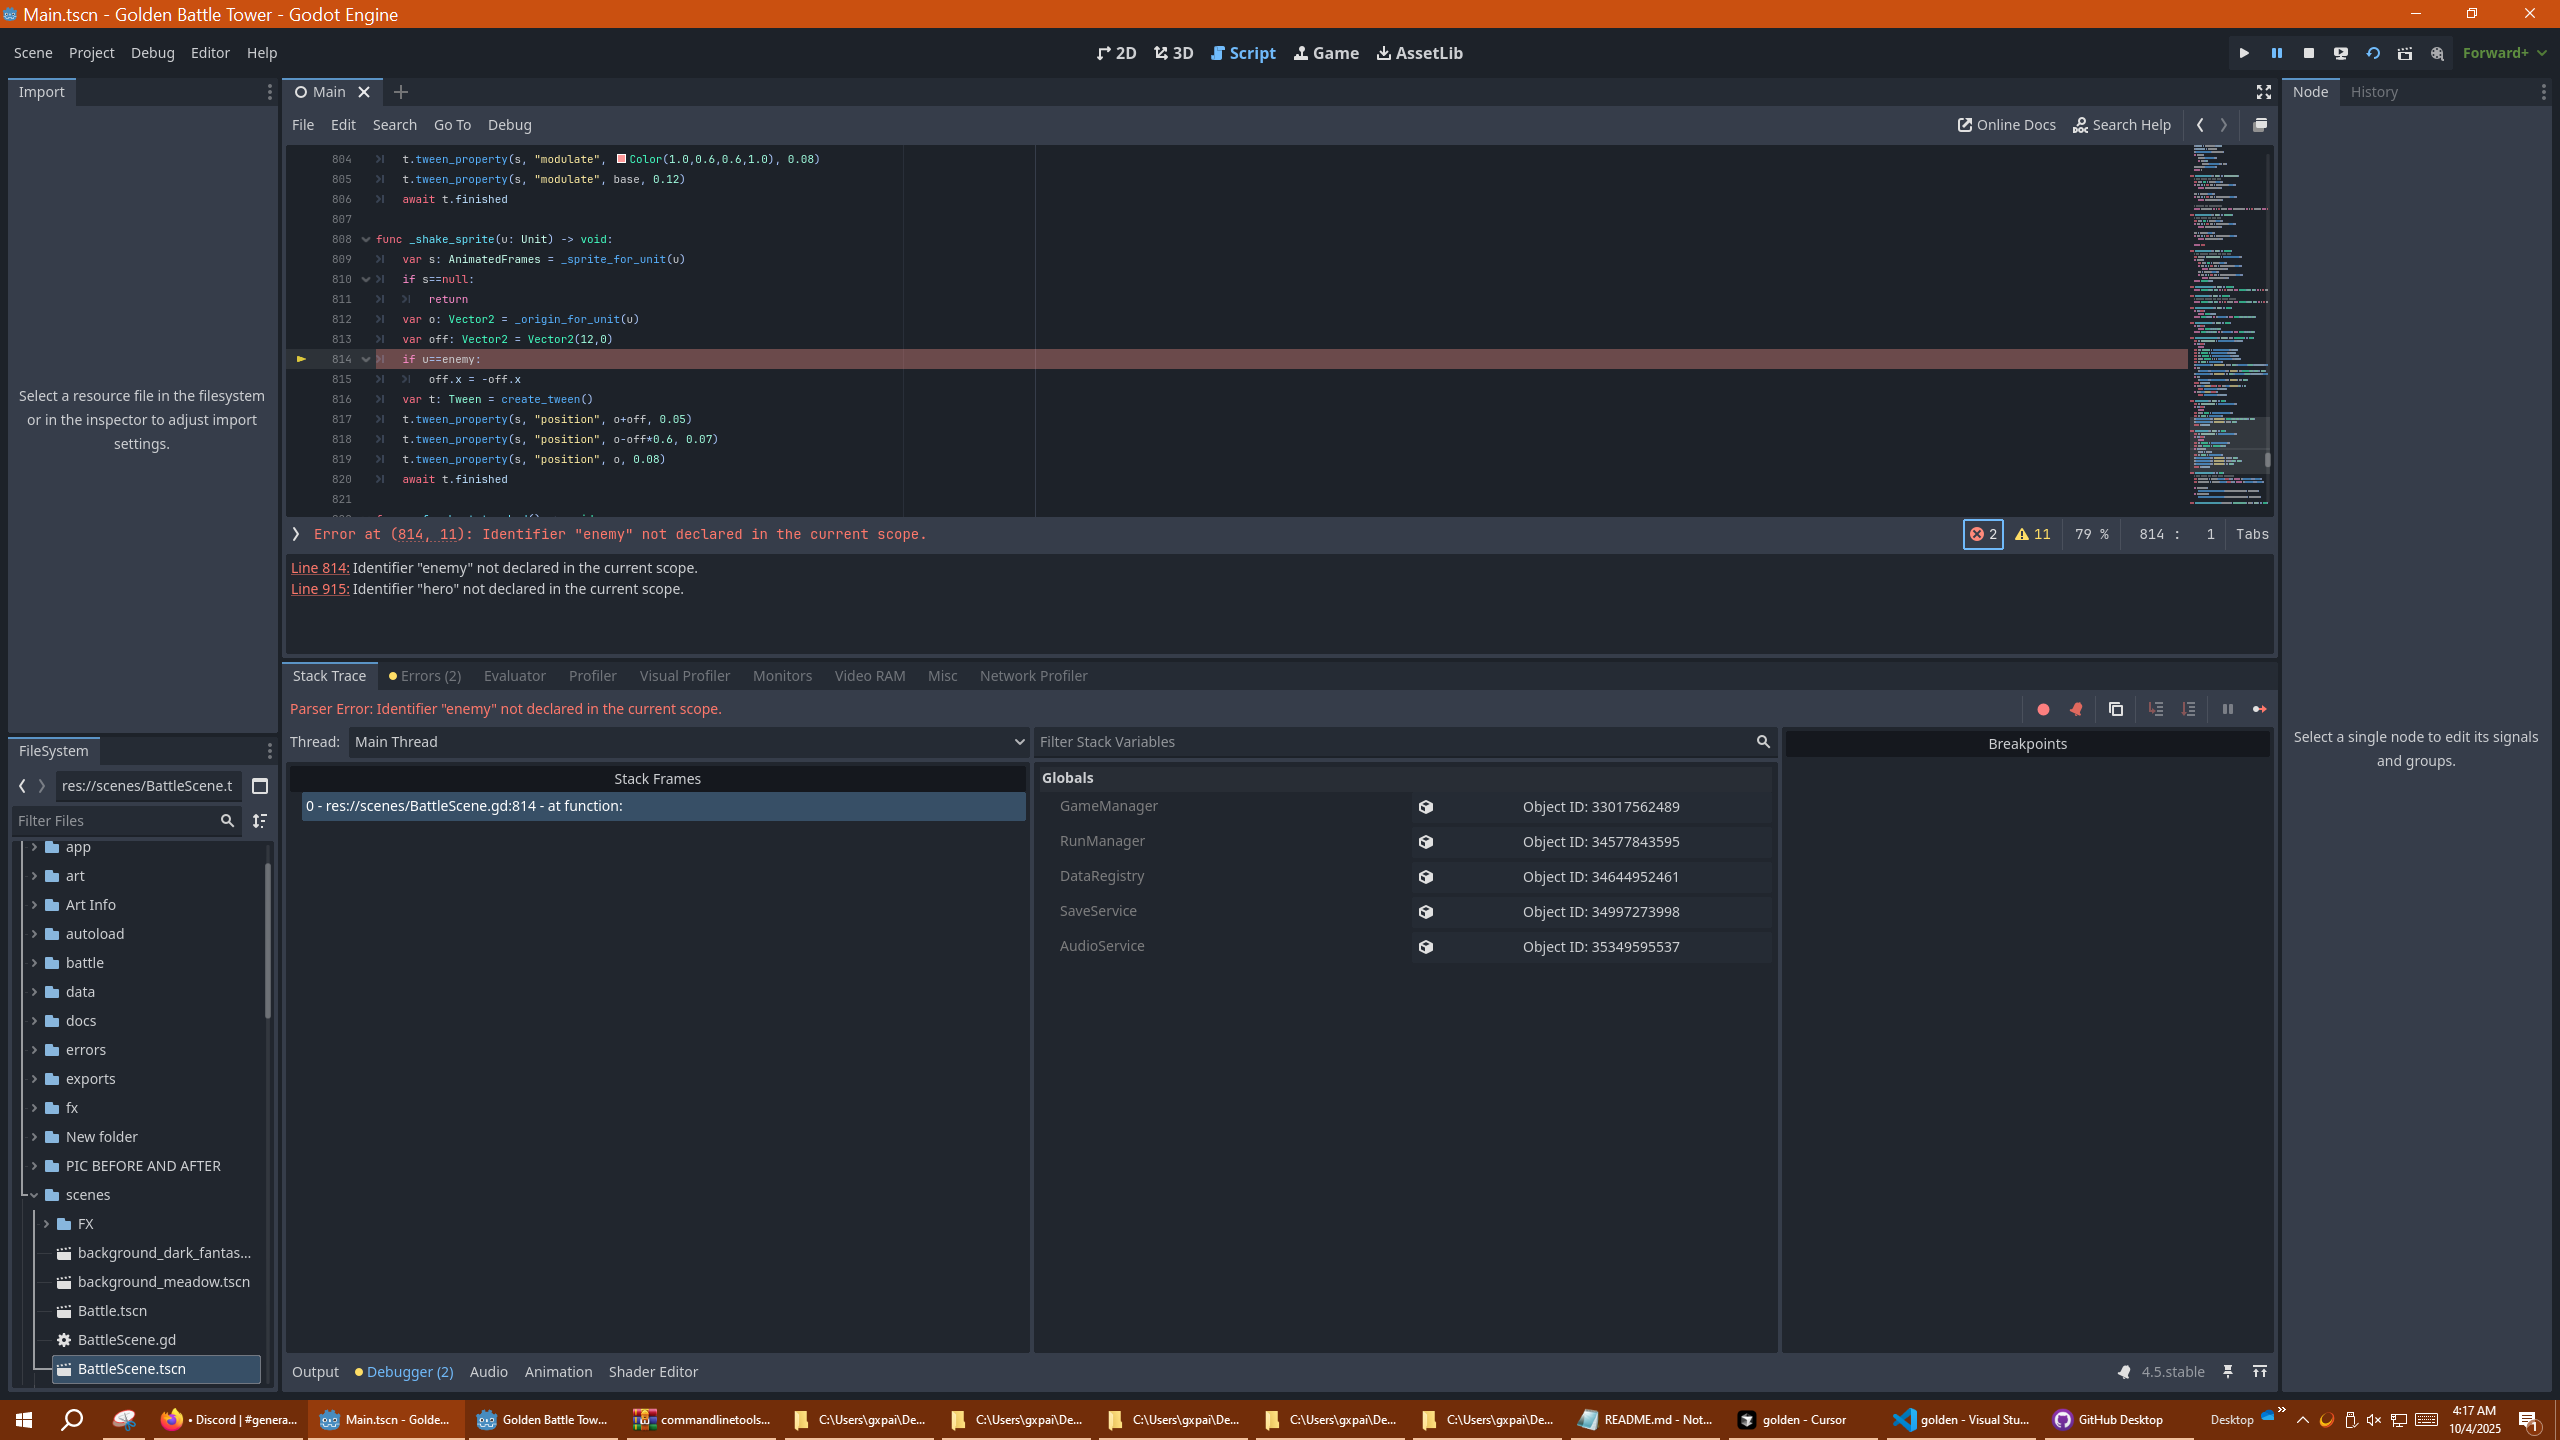 Main.tscn - Golden Battle Tower - Godot Engine
Scene Project Debug Editor Help
2D 3D Script Game AssetLib
Forward+
Import
Select a resource file in the filesystem
or in the inspector to adjust import
settings.
Main
File Edit Search Go To Debug
Online Docs Search Help
804 t.tween_property(s, "modulate", Color(1.0,0.6,0.6,1.0), 0.08)
805 t.tween_property(s, "modulate", base, 0.12)
806 await t.finished
807
808 func _shake_sprite(u: Unit) -> void:
809 var s: AnimatedFrames = _sprite_for_unit(u)
810 if s==null:
811 return
812 var o: Vector2 = _origin_for_unit(u)
813 var off: Vector2 = Vector2(12,0)
814 if u==enemy:
815 off.x = -off.x
816 var t: Tween = create_tween()
817 t.tween_property(s, "position", o+off, 0.05)
818 t.tween_property(s, "position", o-off*0.6, 0.07)
819 t.tween_property(s, "position", o, 0.08)
820 await t.finished
821
Error at (814, 11): Identifier "enemy" not declared in the current scope.
2 11 79 % 814 : 1 Tabs
Line 814: Identifier "enemy" not declared in the current scope.
Line 915: Identifier "hero" not declared in the current scope.
Stack Trace Errors (2) Evaluator Profiler Visual Profiler Monitors Video RAM Misc Network Profiler
Parser Error: Identifier "enemy" not declared in the current scope.
Thread: Main Thread
Filter Stack Variables
Breakpoints
Stack Frames
0 - res://scenes/BattleScene.gd:814 - at function:
Globals
GameManager Object ID: 33017562489
RunManager Object ID: 34577843595
DataRegistry Object ID: 34644952461
SaveService Object ID: 34997273998
AudioService Object ID: 35349595537
Output Debugger (2) Audio Animation Shader Editor
4.5.stable
Node History
Select a single node to edit its signals
and groups.
FileSystem
res://scenes/BattleScene.t
Filter Files
app
art
Art Info
autoload
battle
data
docs
errors
exports
fx
New folder
PIC BEFORE AND AFTER
scenes
FX
background_dark_fantas...
background_meadow.tscn
Battle.tscn
BattleScene.gd
BattleScene.tscn
• Discord | #genera...
Main.tscn - Golde...
Golden Battle Tow...
commandlinetools...
C:\Users\gxpai\De...
C:\Users\gxpai\De...
C:\Users\gxpai\De...
C:\Users\gxpai\De...
C:\Users\gxpai\De...
README.md - Not...
golden - Cursor
golden - Visual Stu...
GitHub Desktop
Desktop
4:17 AM
10/4/2025
1